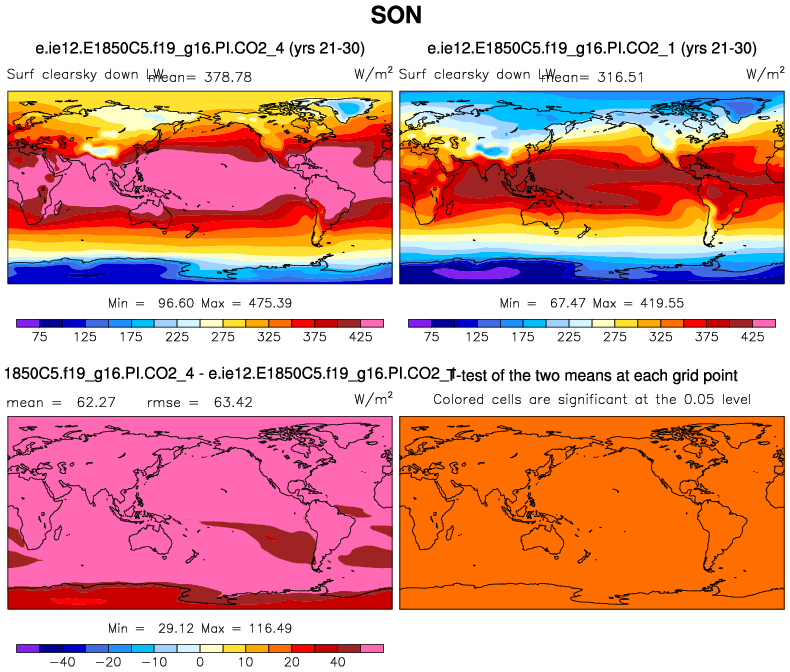 SON
e.ie12.E1850C5.f19_g16.PI.CO2_4 (yrs 21-30)
Surf clearsky down LW mean= 378.78 W/m²
Min = 96.60 Max = 475.39
75 125 175 225 275 325 375 425
e.ie12.E1850C5.f19_g16.PI.CO2_1 (yrs 21-30)
Surf clearsky down LW mean= 316.51 W/m²
Min = 67.47 Max = 419.55
75 125 175 225 275 325 375 425
1850C5.f19_g16.PI.CO2_4 - e.ie12.E1850C5.f19_g16.PI.CO2_1
mean = 62.27 rmse = 63.42 W/m²
Min = 29.12 Max = 116.49
−40 −20 −10 0 10 20 40
T-test of the two means at each grid point
Colored cells are significant at the 0.05 level